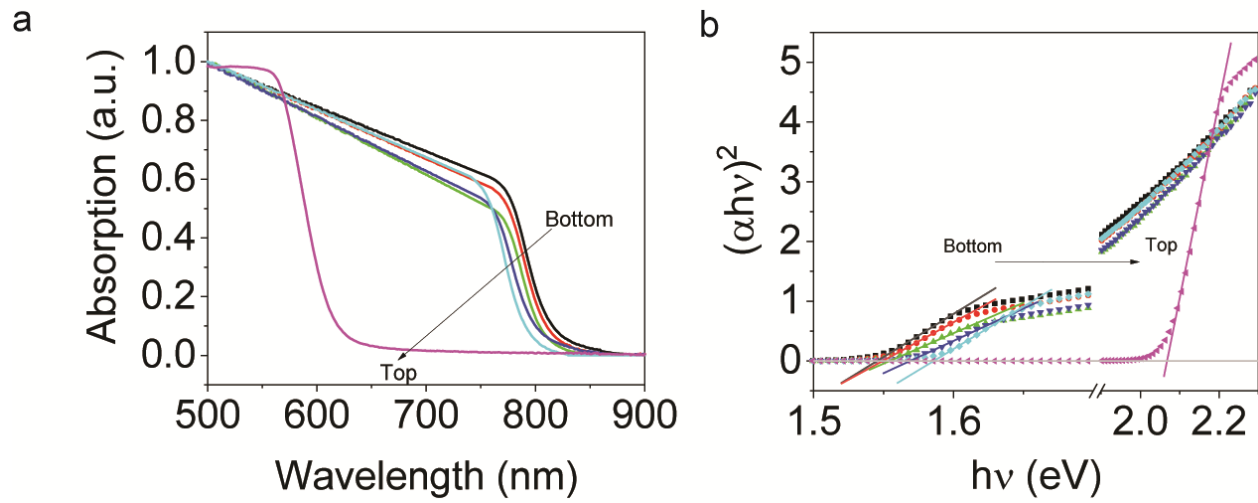 a
Absorption (a.u.)
1.0
0.8
0.6
0.4
0.2
0.0
Bottom
Top
500 600 700 800 900
Wavelength (nm)
b
(αhν)²
5
4
3
2
1
0
Bottom Top
1.5 1.6 2.0 2.2
hν (eV)